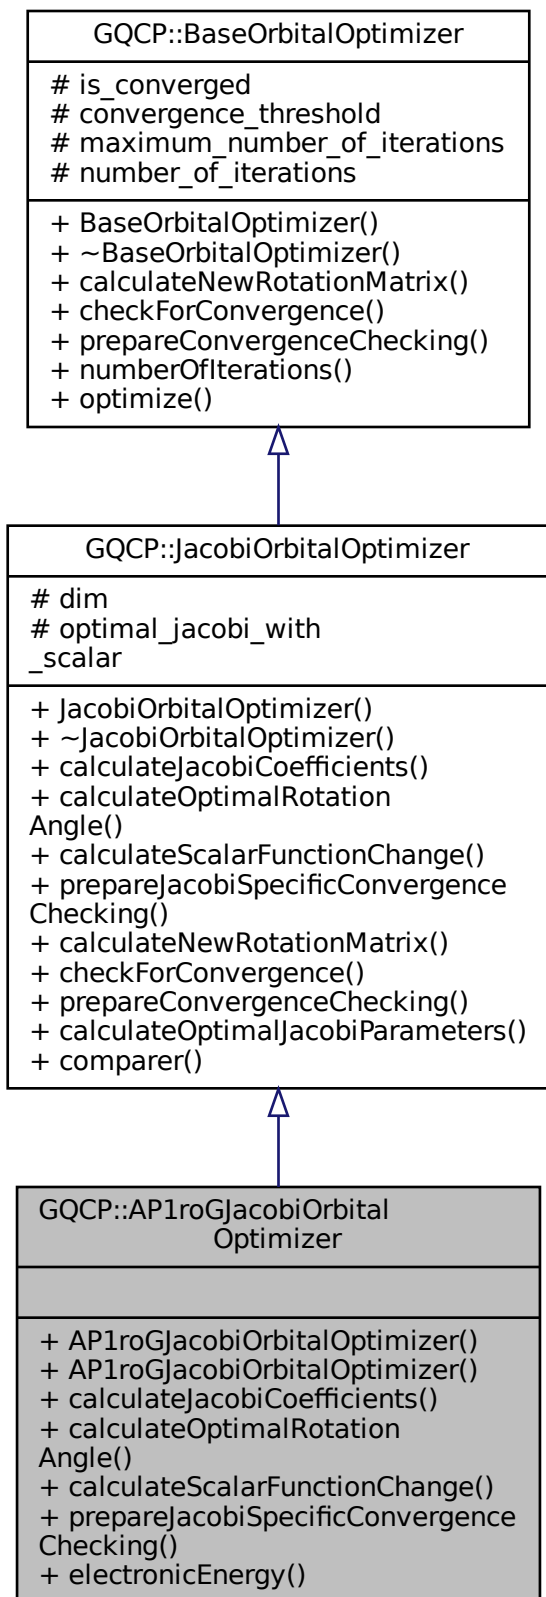 GQCP::BaseOrbitalOptimizer
# is_converged
# convergence_threshold
# maximum_number_of_iterations
# number_of_iterations
+ BaseOrbitalOptimizer()
+ ~BaseOrbitalOptimizer()
+ calculateNewRotationMatrix()
+ checkForConvergence()
+ prepareConvergenceChecking()
+ numberOfIterations()
+ optimize()
GQCP::JacobiOrbitalOptimizer
# dim
# optimal_jacobi_with
_scalar
+ JacobiOrbitalOptimizer()
+ ~JacobiOrbitalOptimizer()
+ calculateJacobiCoefficients()
+ calculateOptimalRotation
Angle()
+ calculateScalarFunctionChange()
+ prepareJacobiSpecificConvergence
Checking()
+ calculateNewRotationMatrix()
+ checkForConvergence()
+ prepareConvergenceChecking()
+ calculateOptimalJacobiParameters()
+ comparer()
GQCP::AP1roGJacobiOrbital
Optimizer
+ AP1roGJacobiOrbitalOptimizer()
+ AP1roGJacobiOrbitalOptimizer()
+ calculateJacobiCoefficients()
+ calculateOptimalRotation
Angle()
+ calculateScalarFunctionChange()
+ prepareJacobiSpecificConvergence
Checking()
+ electronicEnergy()